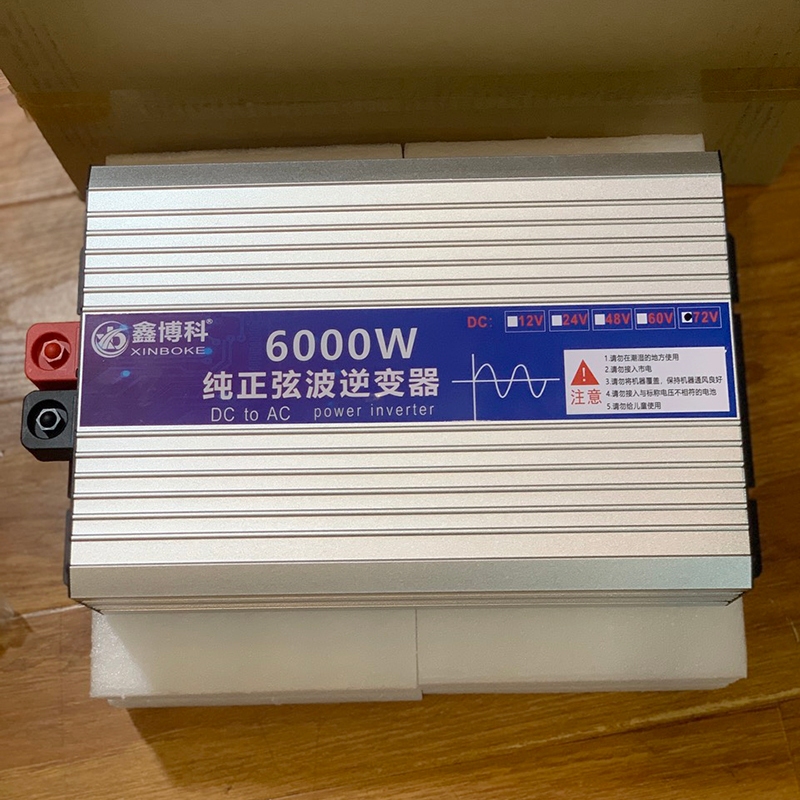 鑫博科®
XINBOKE
6000W
纯正弦波逆变器
DC to AC power inverter
DC: 12V 24V 48V 60V 72V
注意
1.请勿在潮湿的地方使用
2.请勿接入市电
3.请勿将机器覆盖，保持机器通风良好
4.请勿接入与标称电压不相符的电池
5.请勿给儿童使用